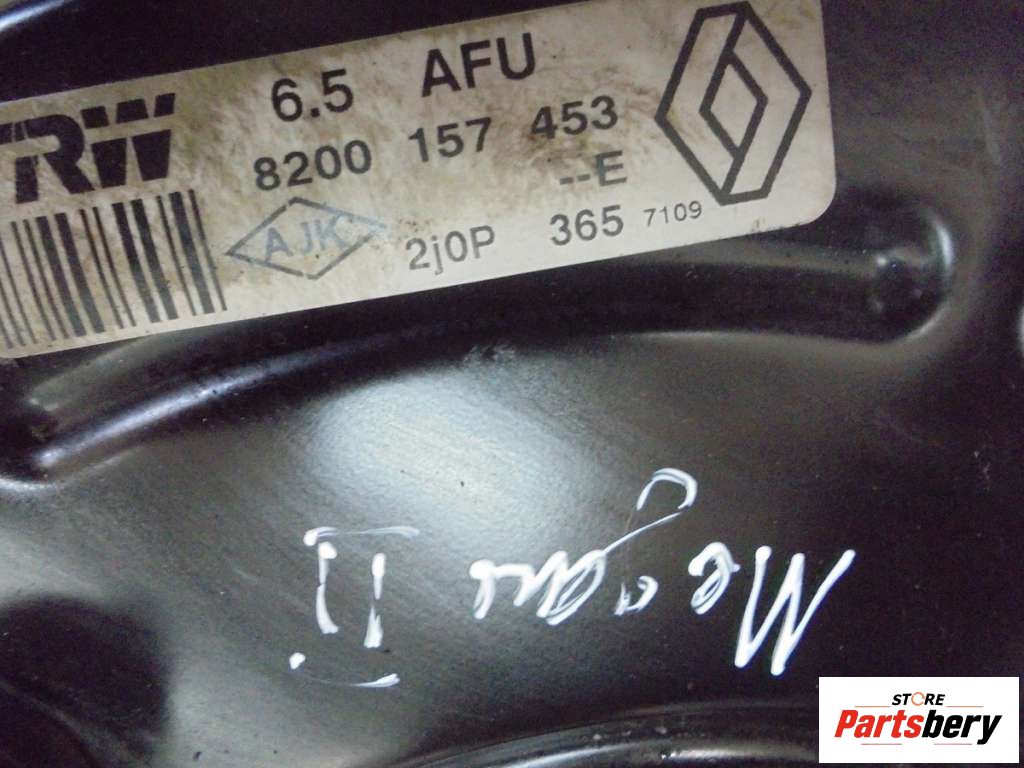 TRW
6.5 AFU
8200 157 453
--E
AJK
2j0P 365 7109
Megane II
STORE
Partsbery